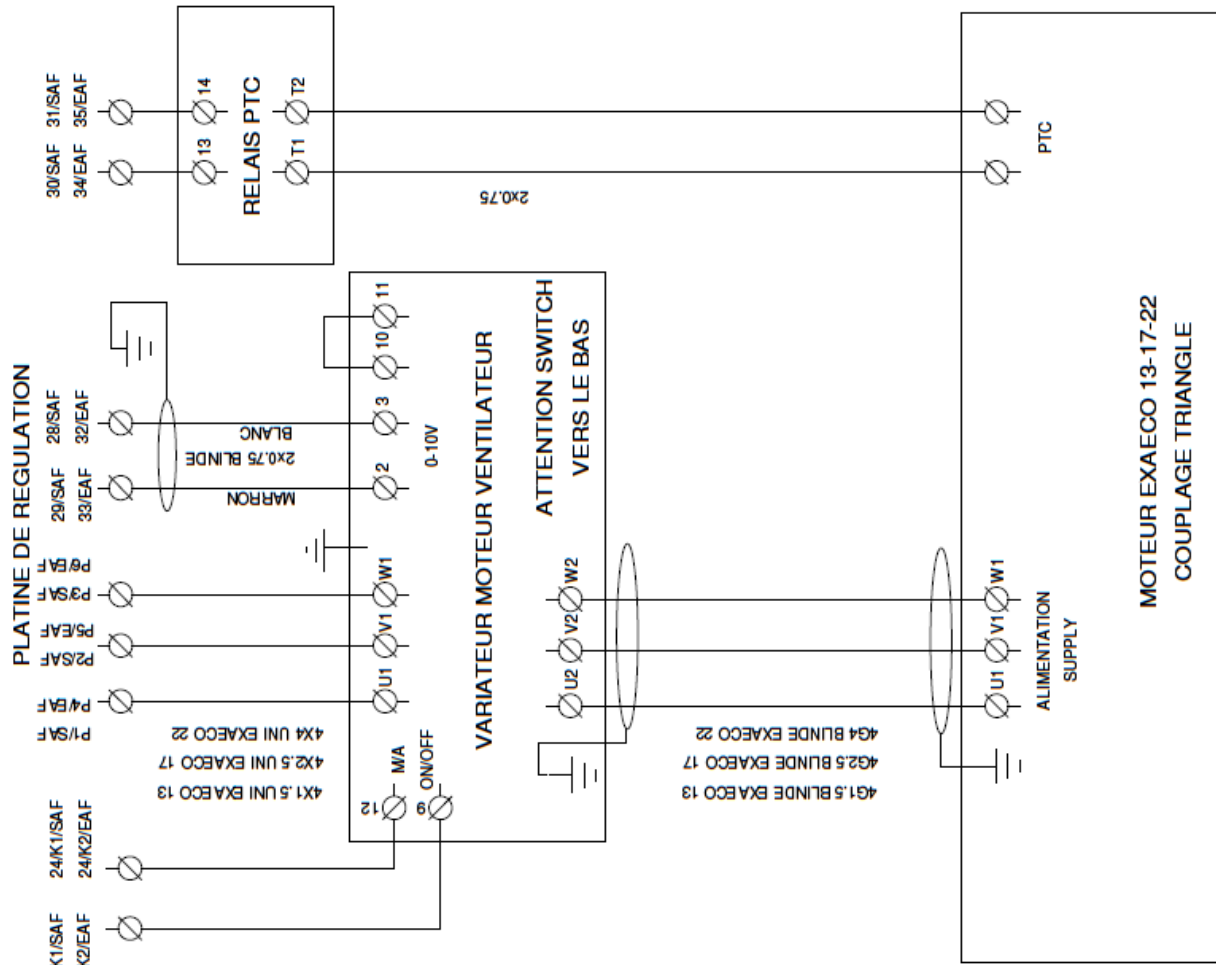 PLATINE DE REGULATION
K1/SAF
K2/EAF
24/K1/SAF
24/K2/EAF
P1/SAF
P4/EAF
P2/SAF
P5/EAF
P3/SAF
P6/EAF
29/SAF
33/EAF
28/SAF
32/EAF
30/SAF
34/EAF
31/SAF
35/EAF
4X1.5 UNI EXAECO 13
4X2.5 UNI EXAECO 17
4X4 UNI EXAECO 22
MARRON
2x0.75 BLINDE
BLANC
13
14
RELAIS PTC
T1
T2
2x0.75
12
M/A
9
ON/OFF
U1
V1
W1
2
3
10
11
0-10V
VARIATEUR MOTEUR VENTILATEUR
ATTENTION SWITCH
VERS LE BAS
U2
V2
W2
4G1.5 BLINDE EXAECO 13
4G2.5 BLINDE EXAECO 17
4G4 BLINDE EXAECO 22
U1
V1
W1
ALIMENTATION
SUPPLY
PTC
MOTEUR EXAECO 13-17-22
COUPLAGE TRIANGLE